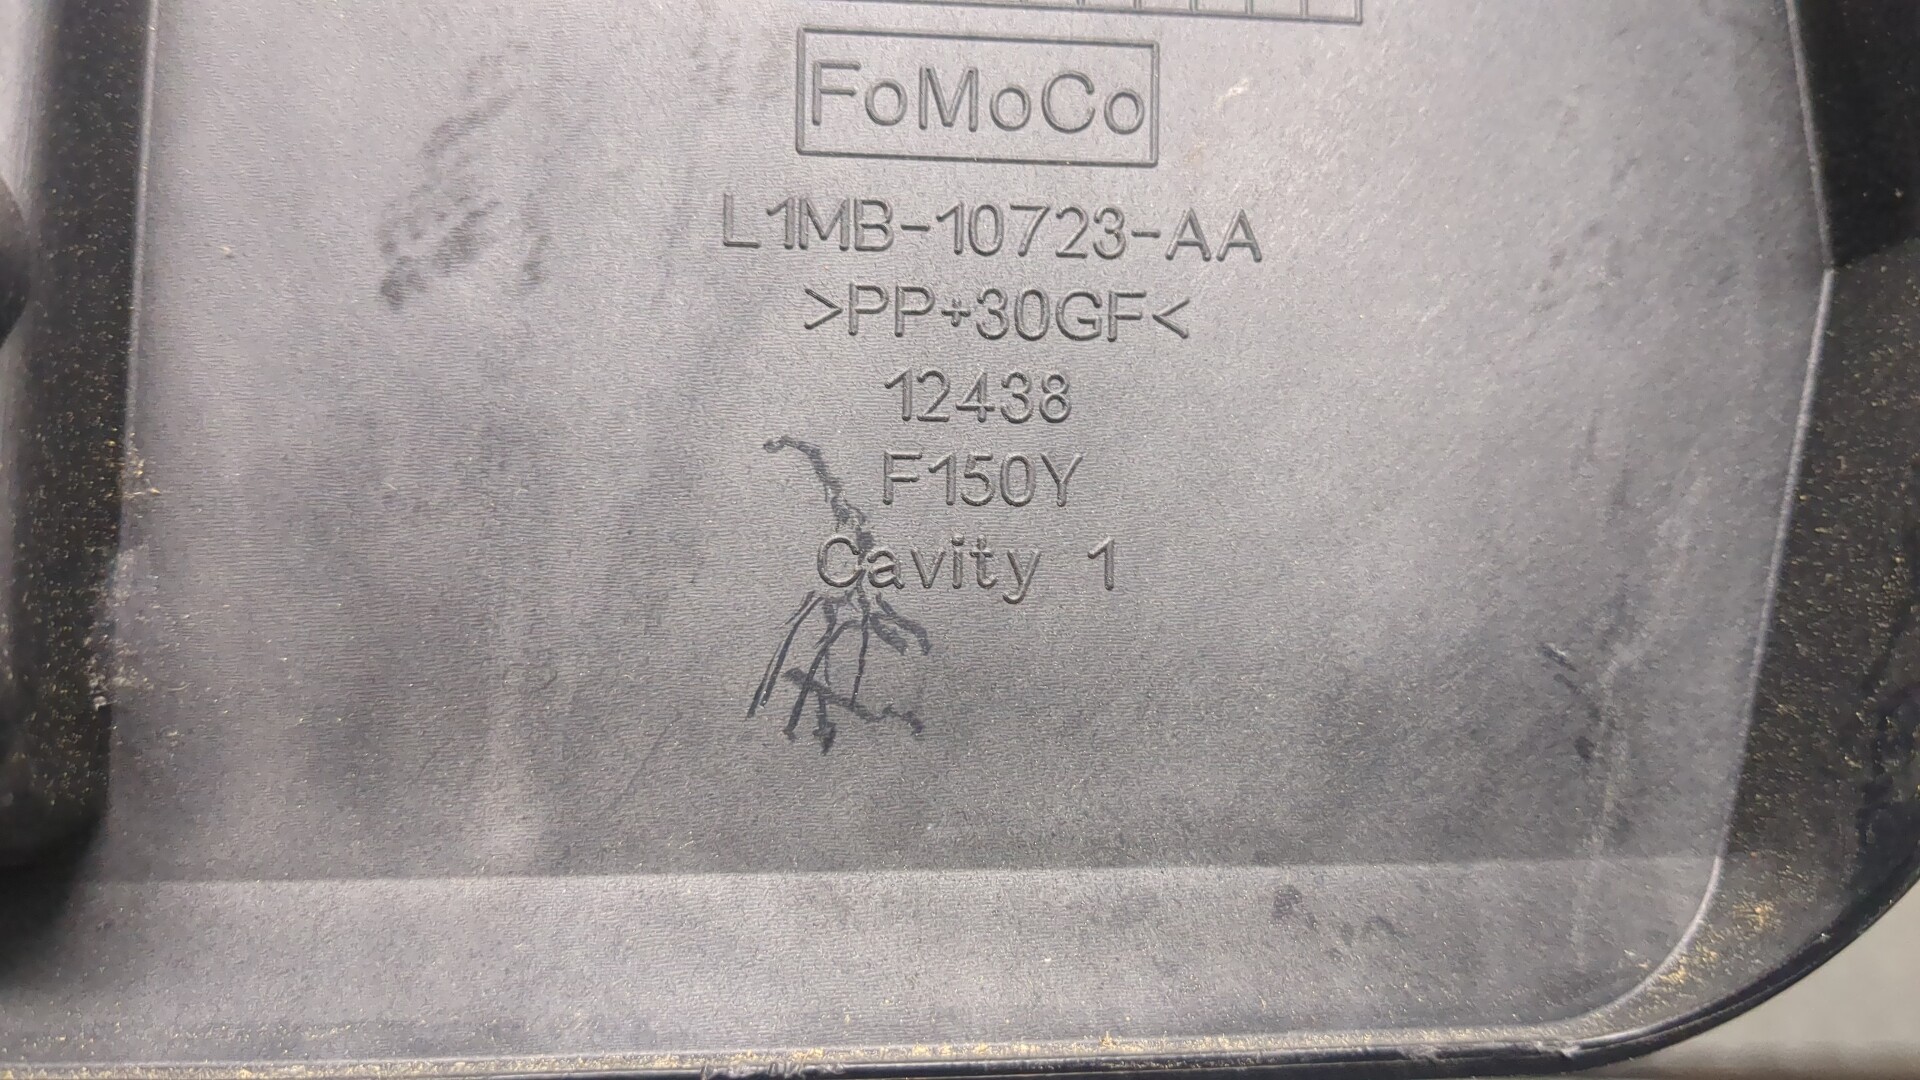 FoMoCo
L1MB-10723-AA
>PP+30GF<
12438
F150Y
Cavity 1